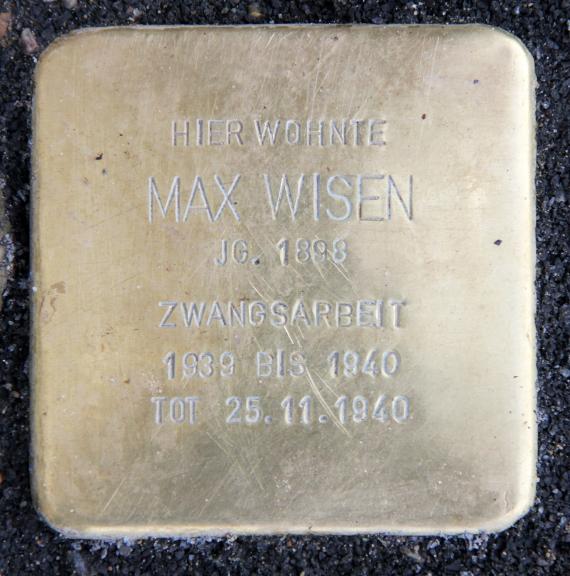 HIER WOHNTE
MAX WISEN
JG. 1898
ZWANGSARBEIT
1939 BIS 1940
TOT 25.11.1940